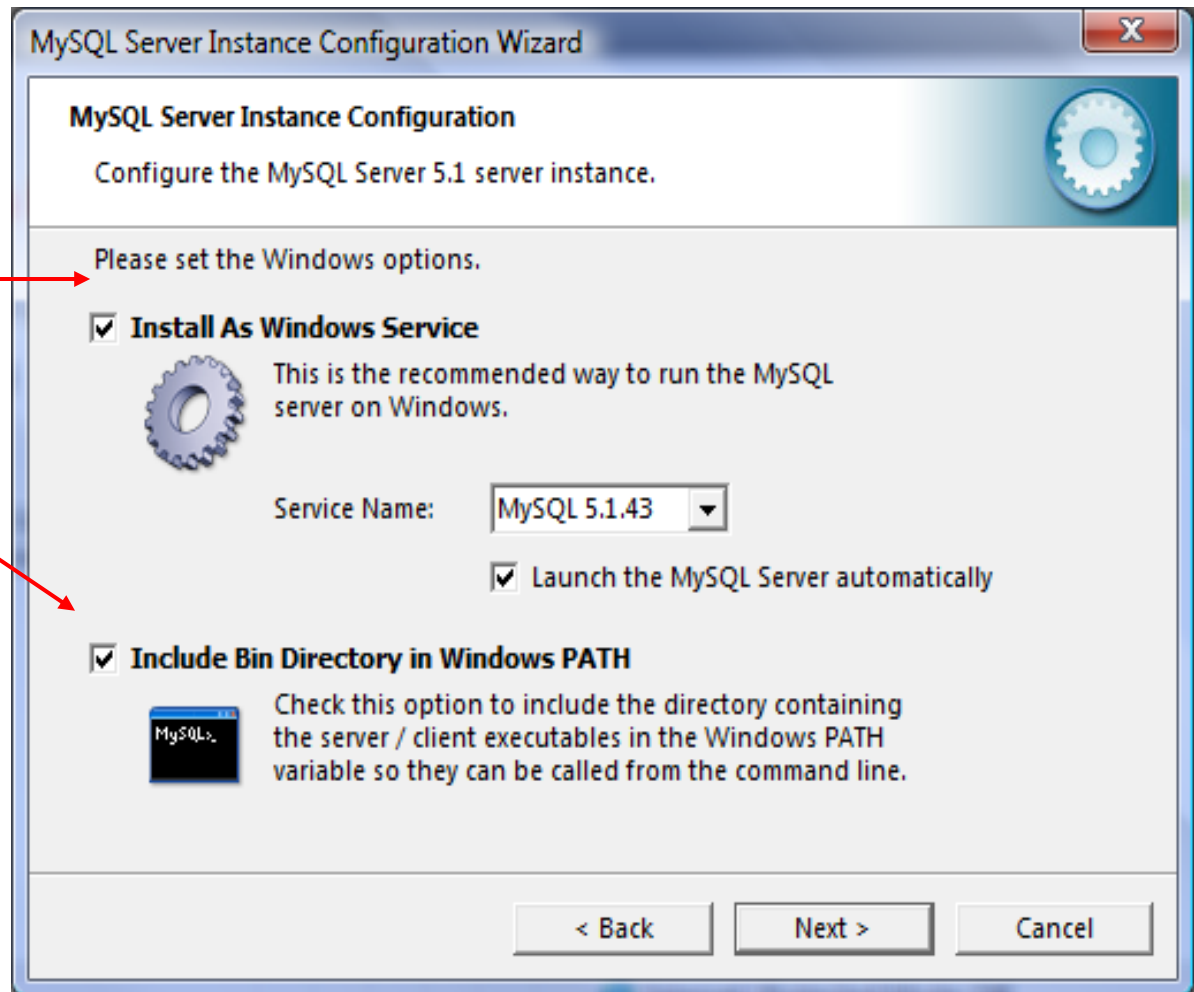 MySQL Server Instance Configuration Wizard
X
MySQL Server Instance Configuration
Configure the MySQL Server 5.1 server instance.
Please set the Windows options.
Install As Windows Service
This is the recommended way to run the MySQL
server on Windows.
Service Name: MySQL 5.1.43
Launch the MySQL Server automatically
Include Bin Directory in Windows PATH
MySQL>_
Check this option to include the directory containing
the server / client executables in the Windows PATH
variable so they can be called from the command line.
< Back Next > Cancel